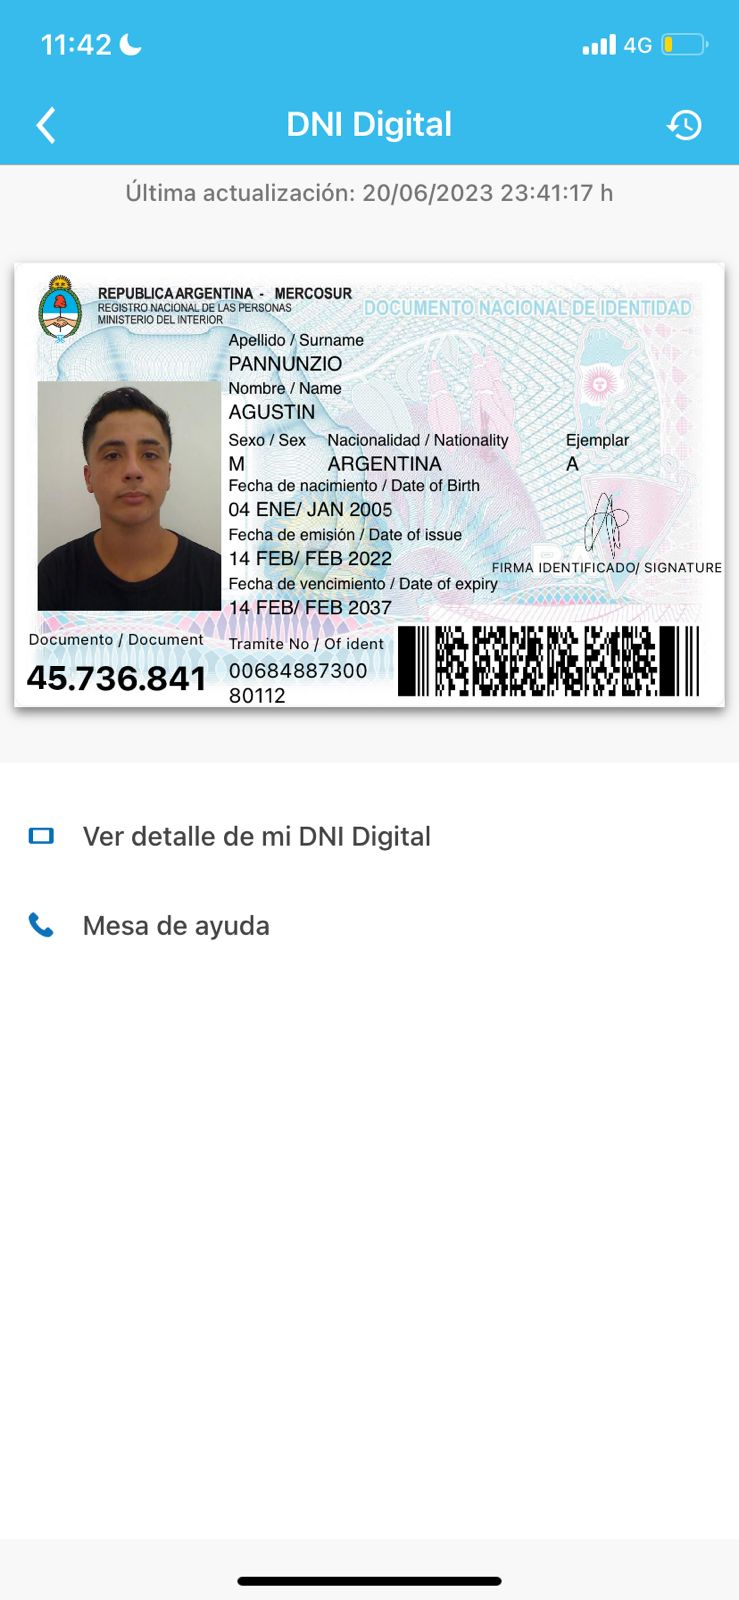 11:42
4G
DNI Digital
Última actualización: 20/06/2023 23:41:17 h
REPUBLICA ARGENTINA - MERCOSUR
REGISTRO NACIONAL DE LAS PERSONAS
MINISTERIO DEL INTERIOR
DOCUMENTO NACIONAL DE IDENTIDAD
Apellido / Surname
PANNUNZIO
Nombre / Name
AGUSTIN
Sexo / Sex Nacionalidad / Nationality Ejemplar
M ARGENTINA A
Fecha de nacimiento / Date of Birth
04 ENE/ JAN 2005
Fecha de emisión / Date of issue
14 FEB/ FEB 2022
FIRMA IDENTIFICADO/ SIGNATURE
Fecha de vencimiento / Date of expiry
14 FEB/ FEB 2037
Documento / Document
45.736.841
Tramite No / Of ident
00684887300
80112
Ver detalle de mi DNI Digital
Mesa de ayuda